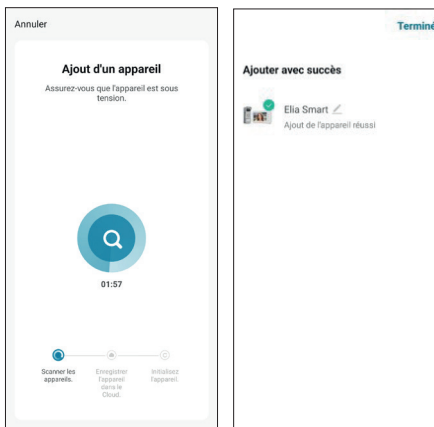 Annuler
Ajout d'un appareil
Assurez-vous que l'appareil est sous
tension.
01:57
Scanner les
appareils.
Enregistrer
l'appareil
dans le
Cloud.
Initialisez
l'appareil.
Terminé
Ajouter avec succès
Elia Smart
Ajout de l'appareil réussi